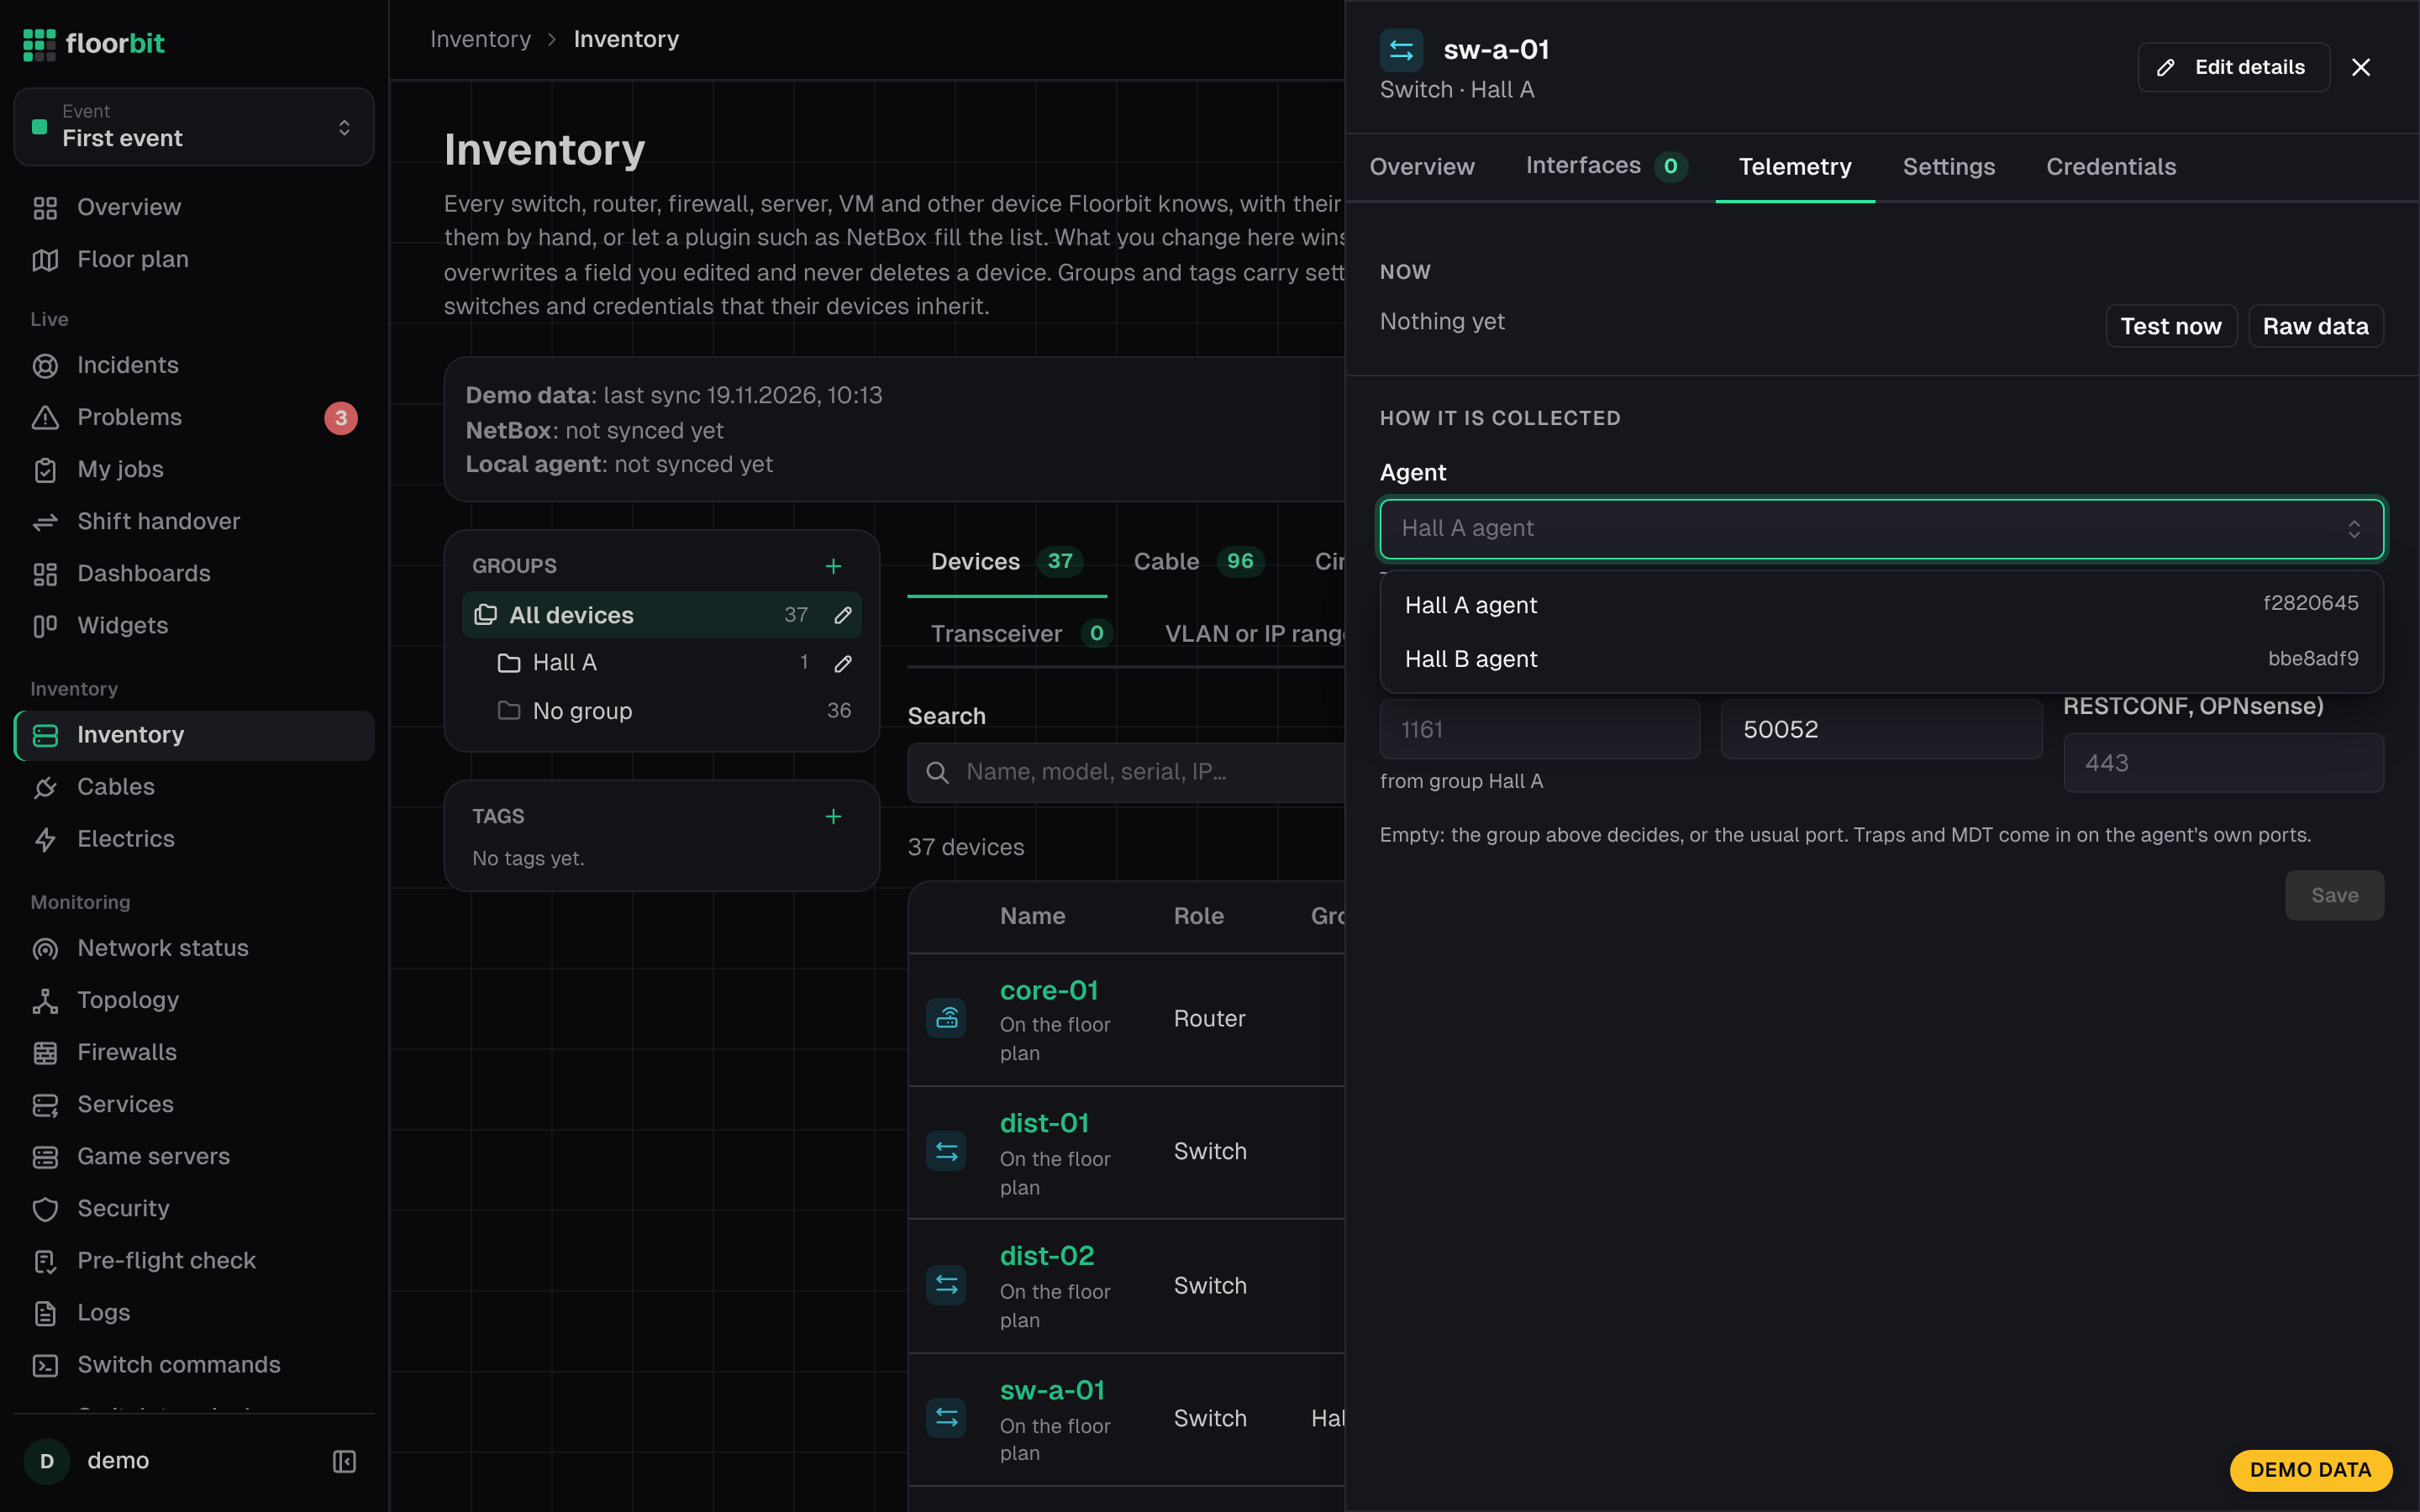 floorbit
Event
First event
Overview
Floor plan
Live
Incidents
Problems
3
My jobs
Shift handover
Dashboards
Widgets
Inventory
Inventory
Cables
Electrics
Monitoring
Network status
Topology
Firewalls
Services
Game servers
Security
Pre-flight check
Logs
Switch commands
D
demo
Inventory > Inventory
Inventory
Every switch, router, firewall, server, VM and other device Floorbit knows, with their
them by hand, or let a plugin such as NetBox fill the list. What you change here wins
overwrites a field you edited and never deletes a device. Groups and tags carry sett
switches and credentials that their devices inherit.
Demo data: last sync 19.11.2026, 10:13
NetBox: not synced yet
Local agent: not synced yet
GROUPS
All devices 37
Hall A 1
No group 36
TAGS
No tags yet.
Devices 37 Cable 96 Cir
Transceiver 0 VLAN or IP range
Search
Name, model, serial, IP...
37 devices
Name Role Gro
core-01
On the floor
plan
Router
dist-01
On the floor
plan
Switch
dist-02
On the floor
plan
Switch
sw-a-01
On the floor
plan
Switch
Hal
sw-a-01
Switch · Hall A
Edit details
Overview Interfaces 0 Telemetry Settings Credentials
NOW
Nothing yet
Test now Raw data
HOW IT IS COLLECTED
Agent
Hall A agent
Hall A agent f2820645
Hall B agent bbe8adf9
RESTCONF, OPNsense)
1161
50052
443
from group Hall A
Empty: the group above decides, or the usual port. Traps and MDT come in on the agent's own ports.
Save
DEMO DATA